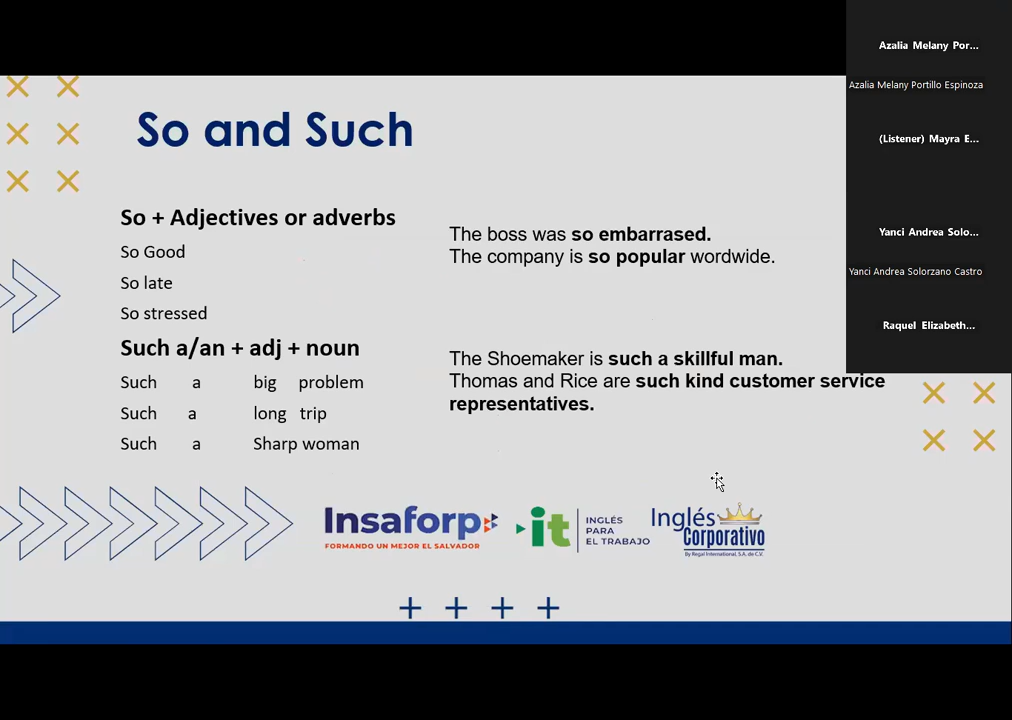 So and Such
So + Adjectives or adverbs
So Good
So late
So stressed
Such a/an + adj + noun
Such a big problem
Such a long trip
Such a Sharp woman
The boss was so embarrased.
The company is so popular wordwide.
The Shoemaker is such a skillful man.
Thomas and Rice are such kind customer service
representatives.
Insaforp
FORMANDO UN MEJOR EL SALVADOR
it
INGLÉS
PARA
EL TRABAJO
Inglés
Corporativo
By Regal International, S.A. de C.V.
Azalia Melany Por...
Azalia Melany Portillo Espinoza
(Listener) Mayra E...
Yanci Andrea Solo...
Yanci Andrea Solorzano Castro
Raquel Elizabeth...